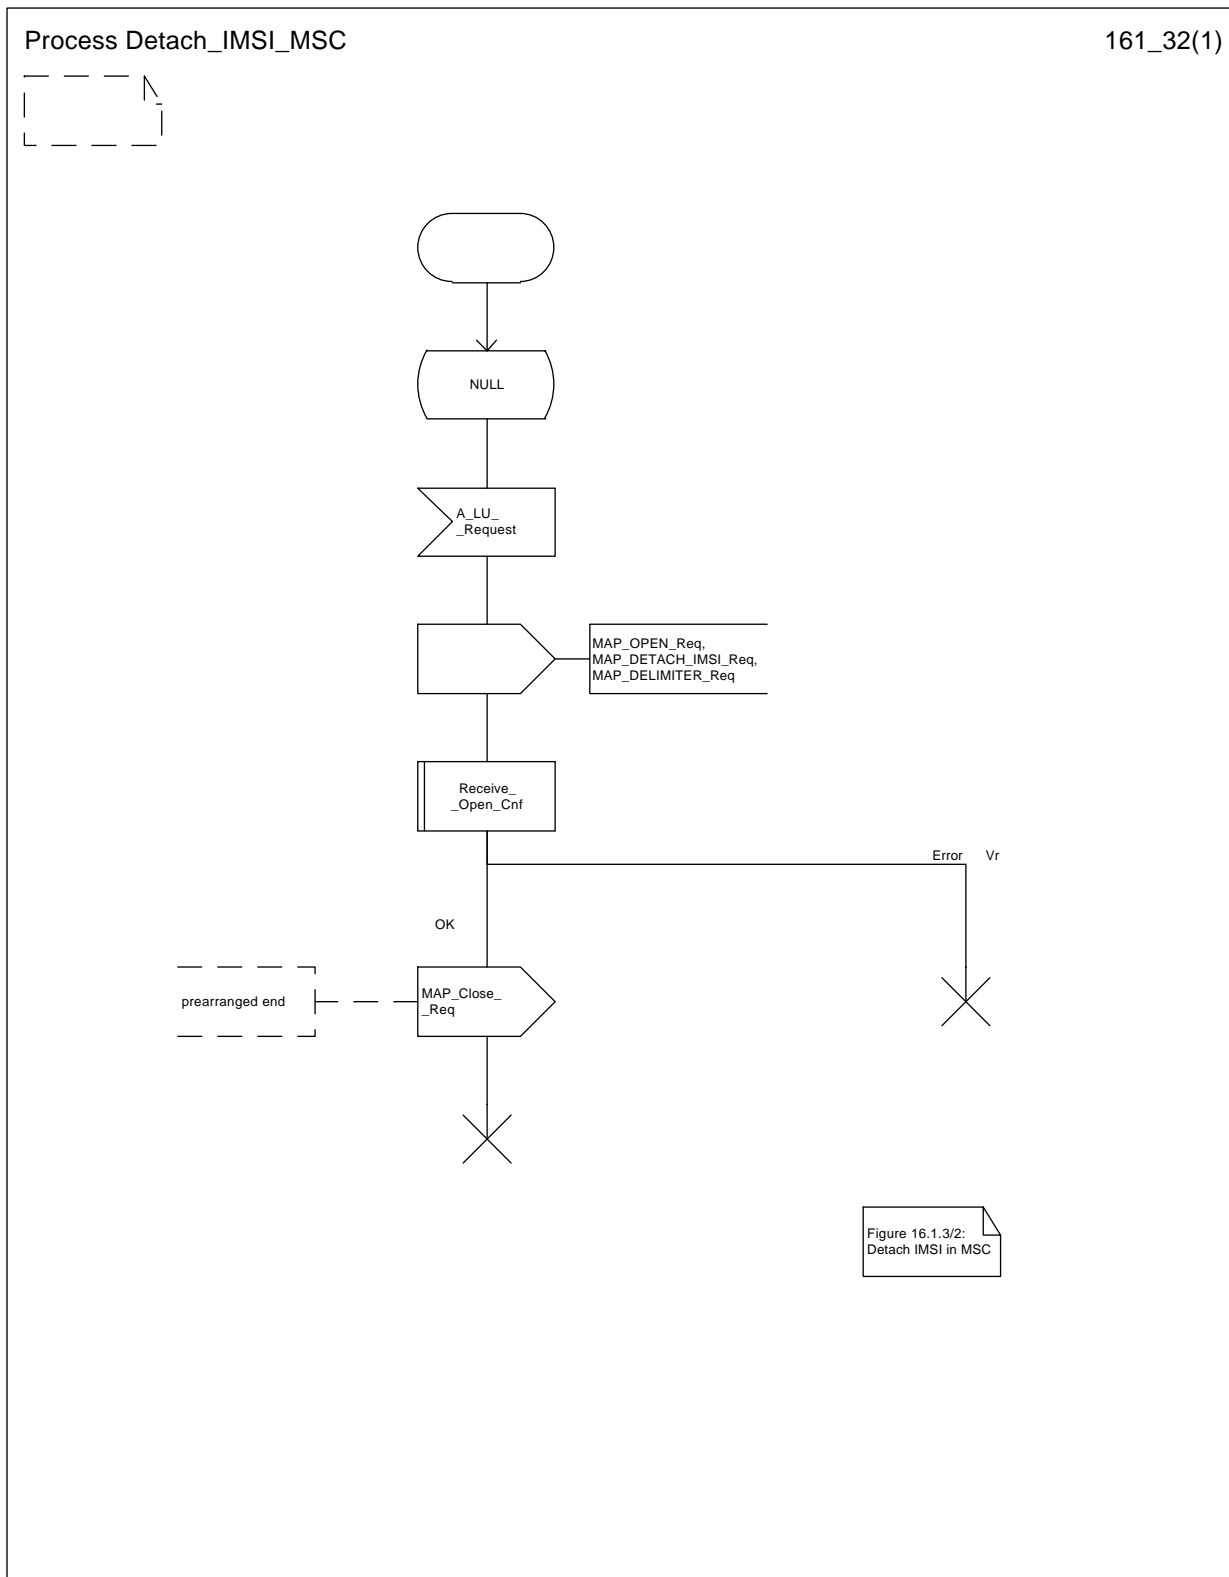 Process Detach_IMSI_MSC
161_32(1)
NULL
A_LU_
_Request
MAP_OPEN_Req,
MAP_DETACH_IMSI_Req,
MAP_DELIMITER_Req
Receive_
_Open_Cnf
Error Vr
OK
prearranged end
MAP_Close_
_Req
Figure 16.1.3/2:
Detach IMSI in MSC